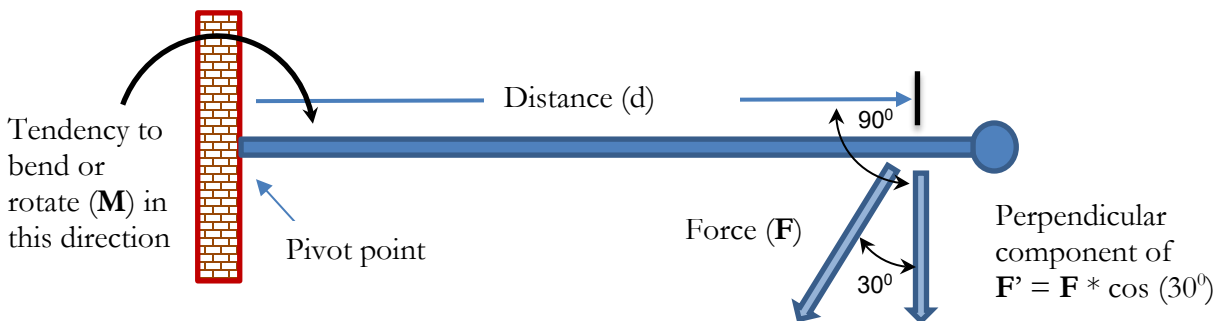 Distance (d)
90⁰
Tendency to
bend or
rotate (M) in
this direction
Pivot point
Force (F)
30⁰
Perpendicular
component of
F’ = F * cos (30⁰)